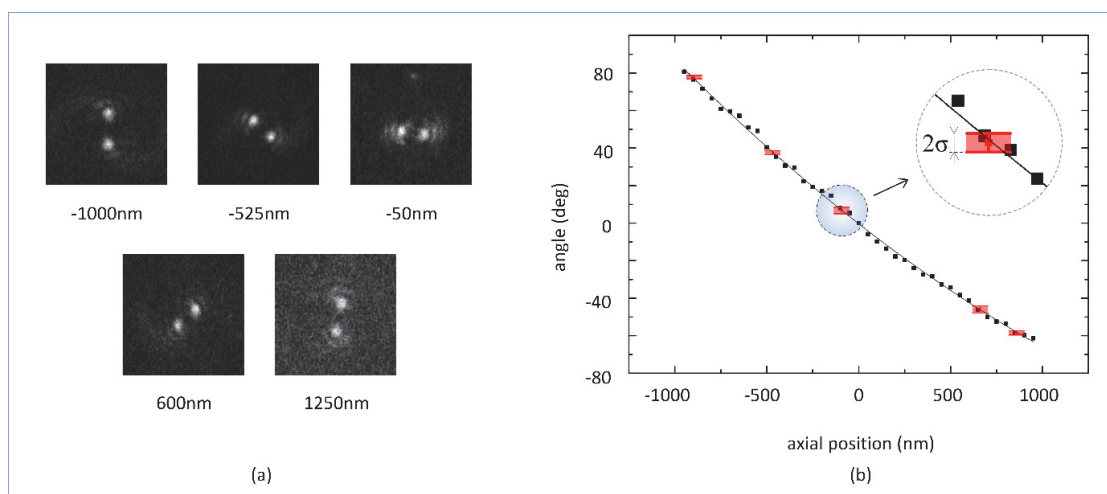 -1000nm
-525nm
-50nm
600nm
1250nm
(a)
80
40
0
-40
-80
angle (deg)
2σ
-1000
-500
0
500
1000
axial position (nm)
(b)